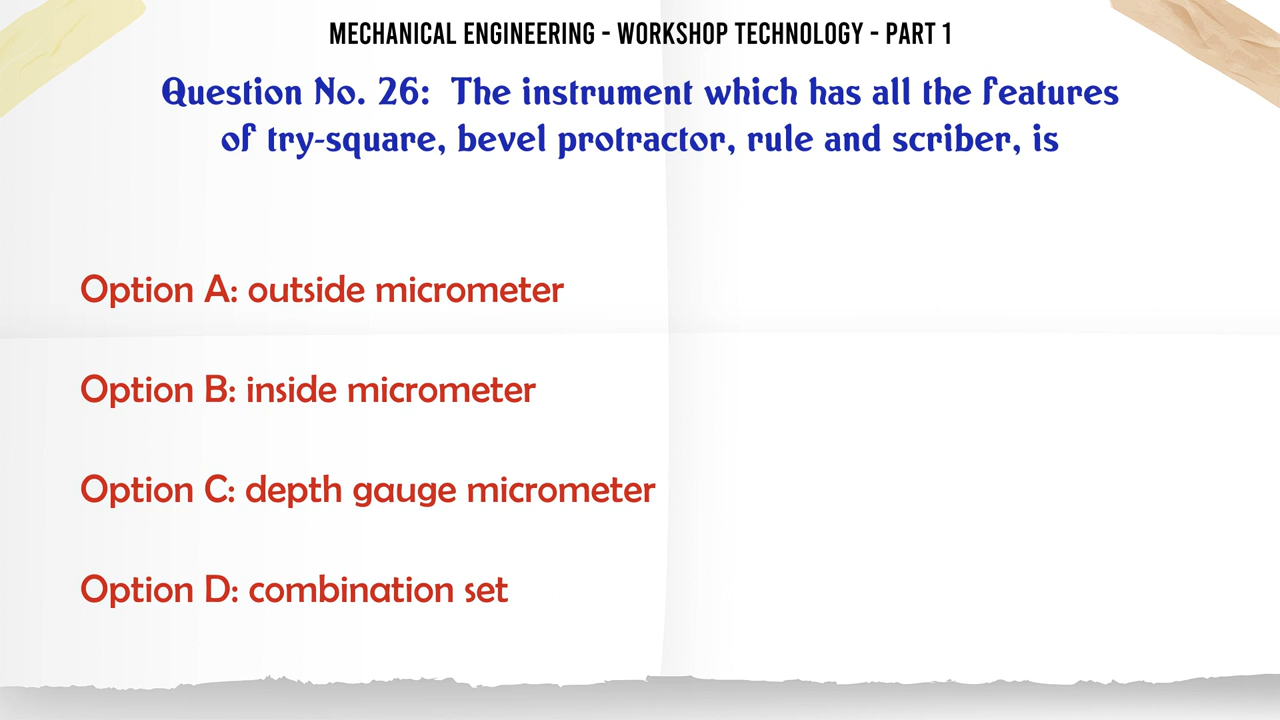 MECHANICAL ENGINEERING - WORKSHOP TECHNOLOGY - PART 1
Question No. 26: The instrument which has all the features
of try-square, bevel protractor, rule and scriber, is
Option A: outside micrometer
Option B: inside micrometer
Option C: depth gauge micrometer
Option D: combination set